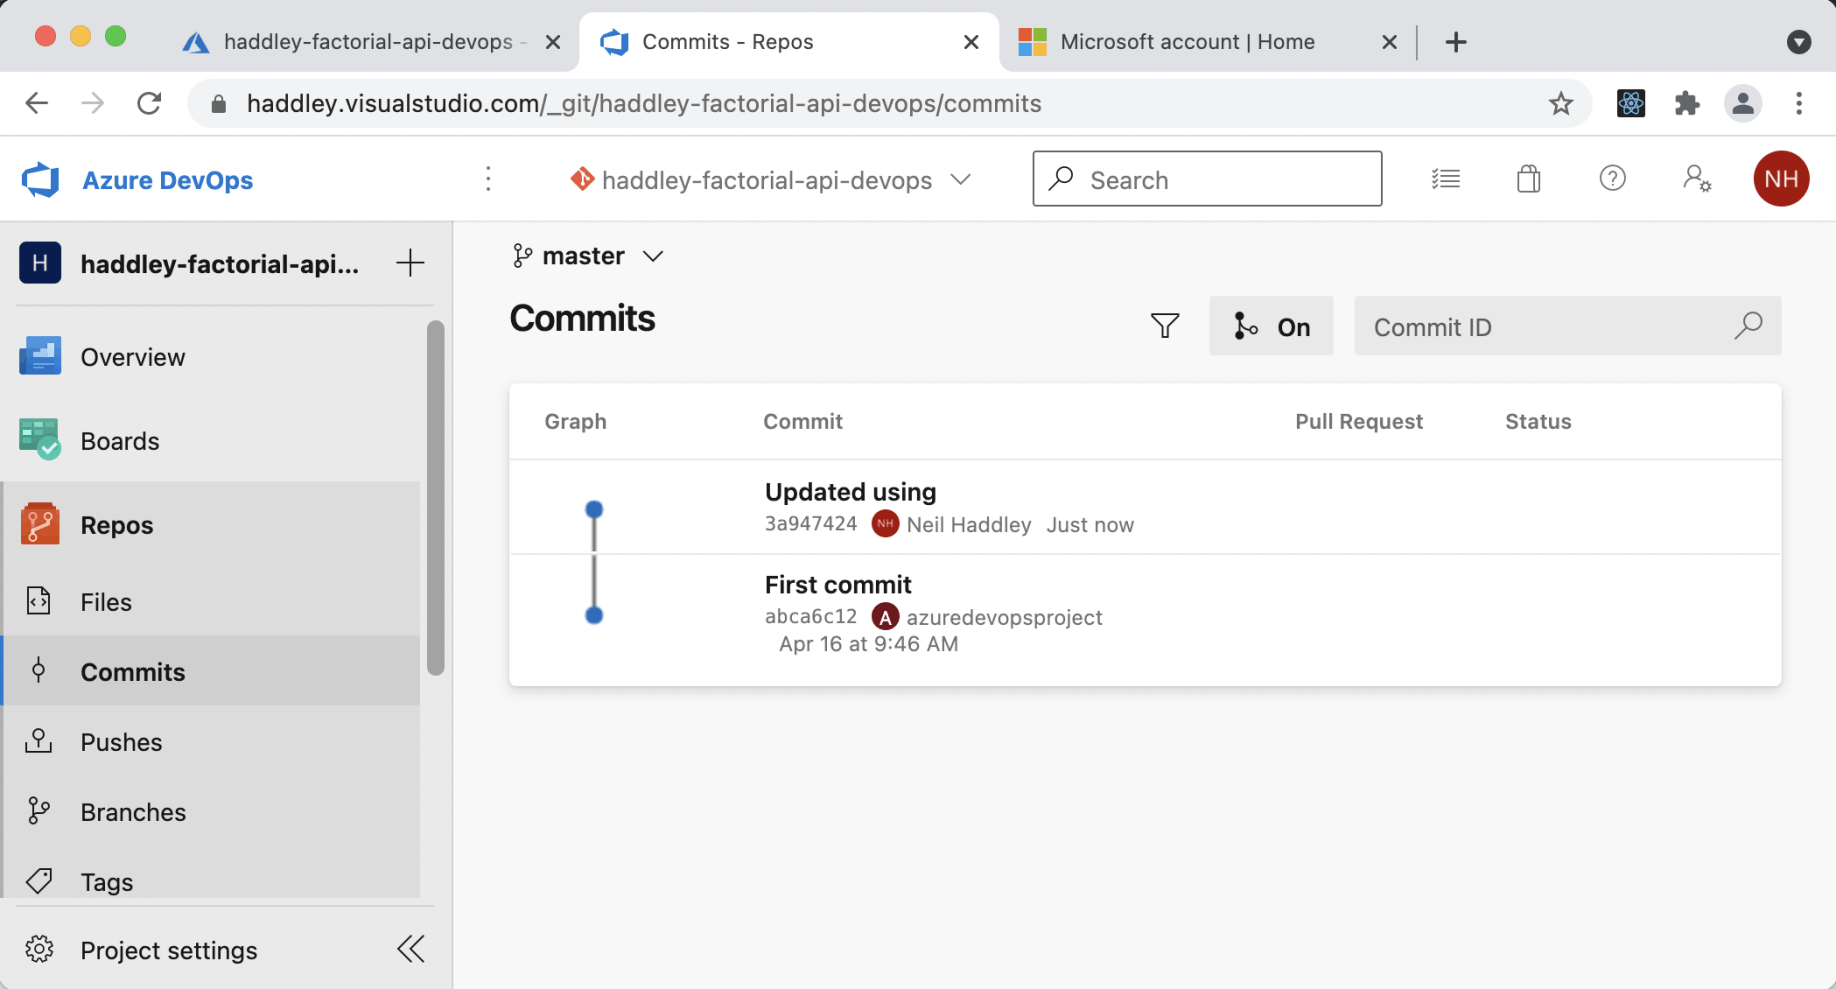 haddley-factorial-api-devops -
Commits - Repos
Microsoft account | Home
haddley.visualstudio.com/_git/haddley-factorial-api-devops/commits
Azure DevOps
haddley-factorial-api-devops
Search
NH
H
haddley-factorial-api...
master
Commits
On
Commit ID
Overview
Boards
Repos
Files
Commits
Pushes
Branches
Tags
Project settings
Graph
Commit
Pull Request
Status
Updated using
3a947424 NH Neil Haddley Just now
First commit
abca6c12 A azuredevopsproject
Apr 16 at 9:46 AM